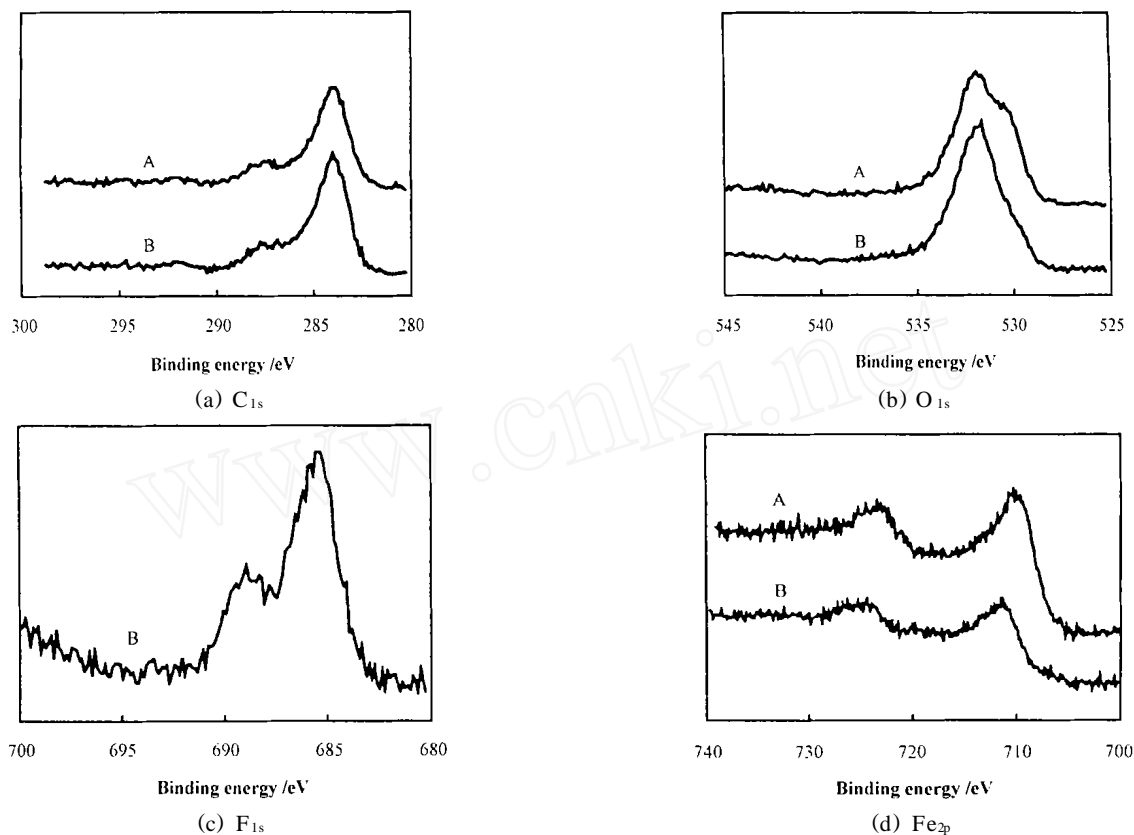 A
B
300 295 290 285 284 280
Binding energy /eV
(a) C1s
A
B
545 540 535 530 525
Binding energy /eV
(b) O1s
B
700 695 690 685 680
Binding energy /eV
(c) F1s
A
B
740 730 720 710 700
Binding energy /eV
(d) Fe2p
www.cnki.net